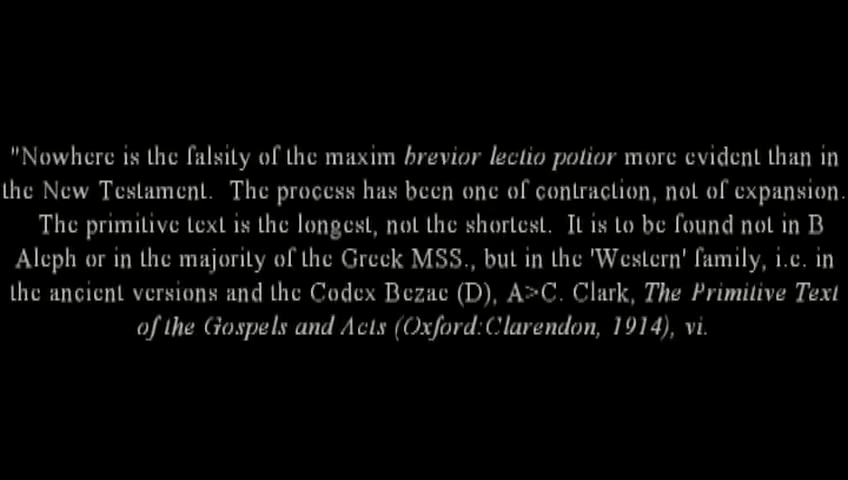 "Nowhere is the falsity of the maxim brevior lectio potior more evident than in
the New Testament. The process has been one of contraction, not of expansion.
The primitive text is the longest, not the shortest. It is to be found not in B
Aleph or in the majority of the Greek MSS., but in the 'Western' family, i.e. in
the ancient versions and the Codex Bezae (D), A>C. Clark, The Primitive Text
of the Gospels and Acts (Oxford:Clarendon, 1914), vi.